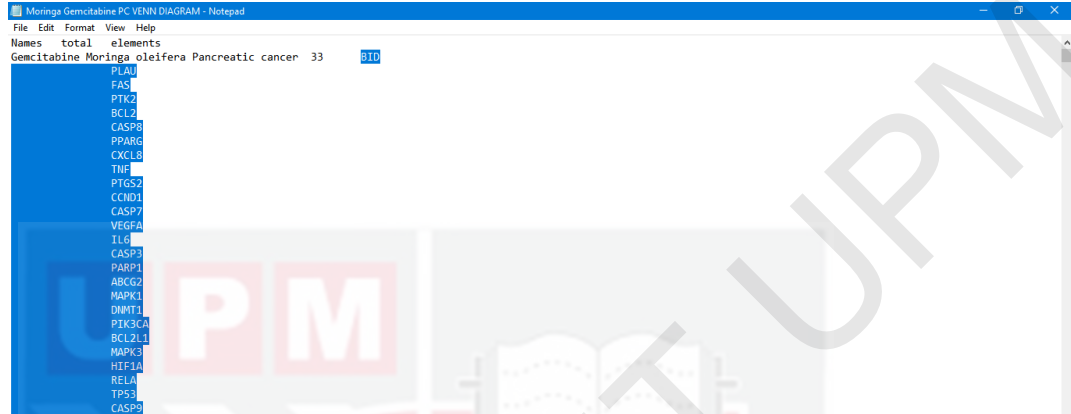 Moringa Gemcitabine PC VENN DIAGRAM - Notepad
File Edit Format View Help
Names total elements
Gemcitabine Moringa oleifera Pancreatic cancer 33 BID
PLAU
FAS
PTK2
BCL2
CASP8
PPARG
CXCL8
TNF
PTGS2
CCND1
CASP7
VEGFA
IL6
CASP3
PARP1
ABCG2
MAPK1
DNMT1
PIK3CA
BCL2L1
MAPK3
HIF1A
RELA
TP53
CASP9
UPM
T UPM